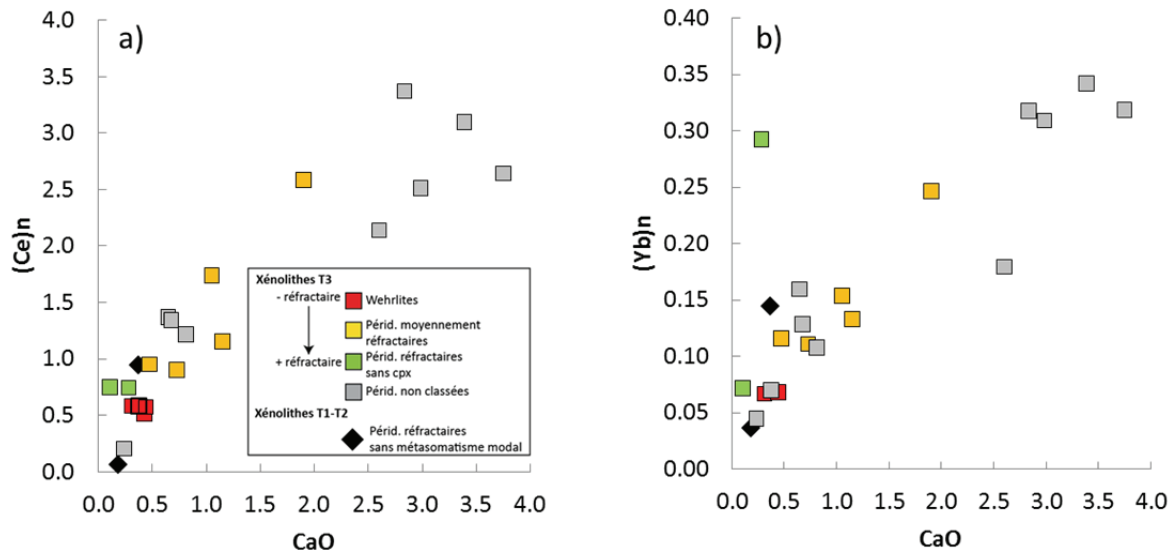 a)
(Ce)n
4.0
3.5
3.0
2.5
2.0
1.5
1.0
0.5
0.0
0.0 0.5 1.0 1.5 2.0 2.5 3.0 3.5 4.0
CaO
Xénolithes T3
- réfractaire
+ réfractaire
Wehrlites
Périd. moyennement
réfractaires
Périd. réfractaires
sans cpx
Périd. non classées
Xénolithes T1-T2
Périd. réfractaires
sans métasomatisme modal
b)
(Yb)n
0.40
0.35
0.30
0.25
0.20
0.15
0.10
0.05
0.00
0.0 0.5 1.0 1.5 2.0 2.5 3.0 3.5 4.0
CaO